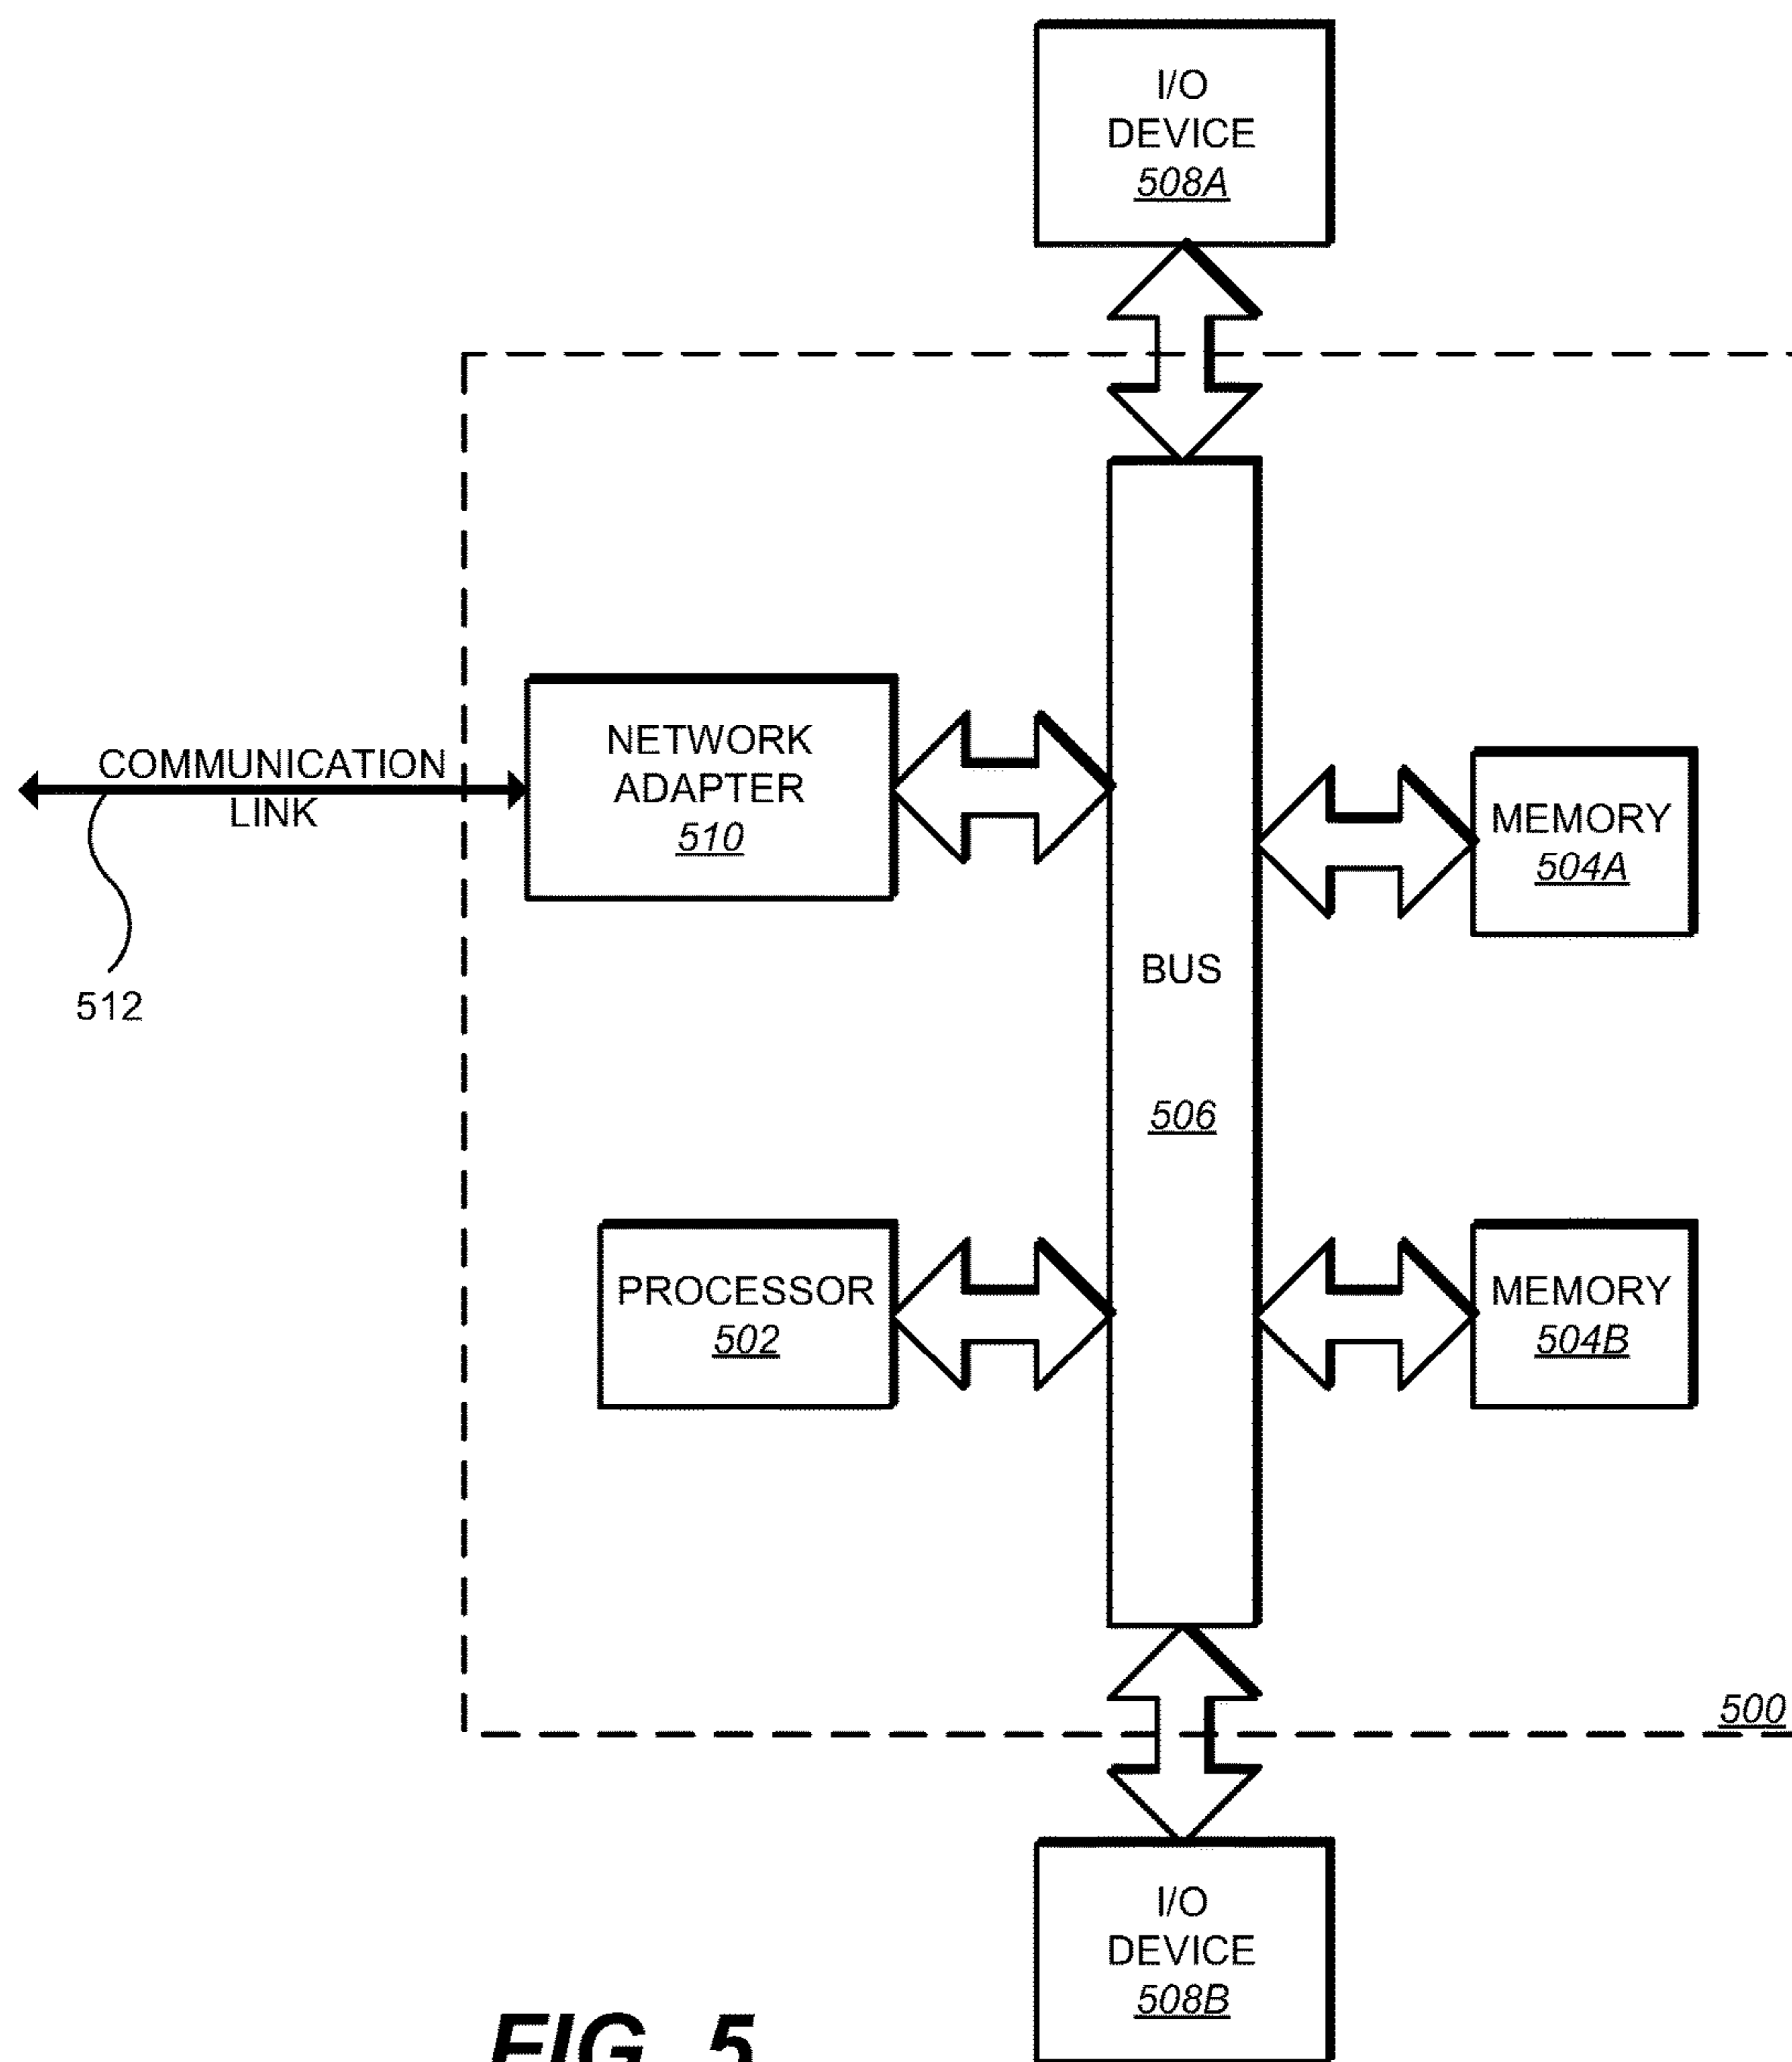 I/O
DEVICE
508A
NETWORK
ADAPTER
510
COMMUNICATION
LINK
512
MEMORY
504A
BUS
506
PROCESSOR
502
MEMORY
504B
500
I/O
DEVICE
508B
FIG. 5